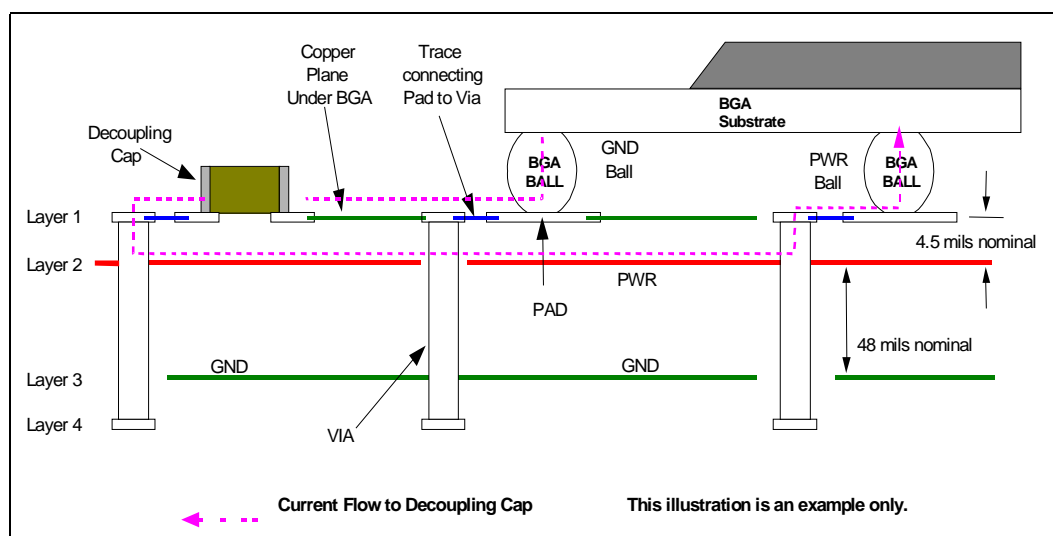 Copper
Plane
Under BGA
Trace
connecting
Pad to Via
Decoupling
Cap
BGA
Substrate
GND
Ball
BGA
BALL
PWR
Ball
BGA
BALL
Layer 1
4.5 mils nominal
Layer 2
PWR
PAD
48 mils nominal
GND
GND
Layer 3
Layer 4
VIA
Current Flow to Decoupling Cap
This illustration is an example only.